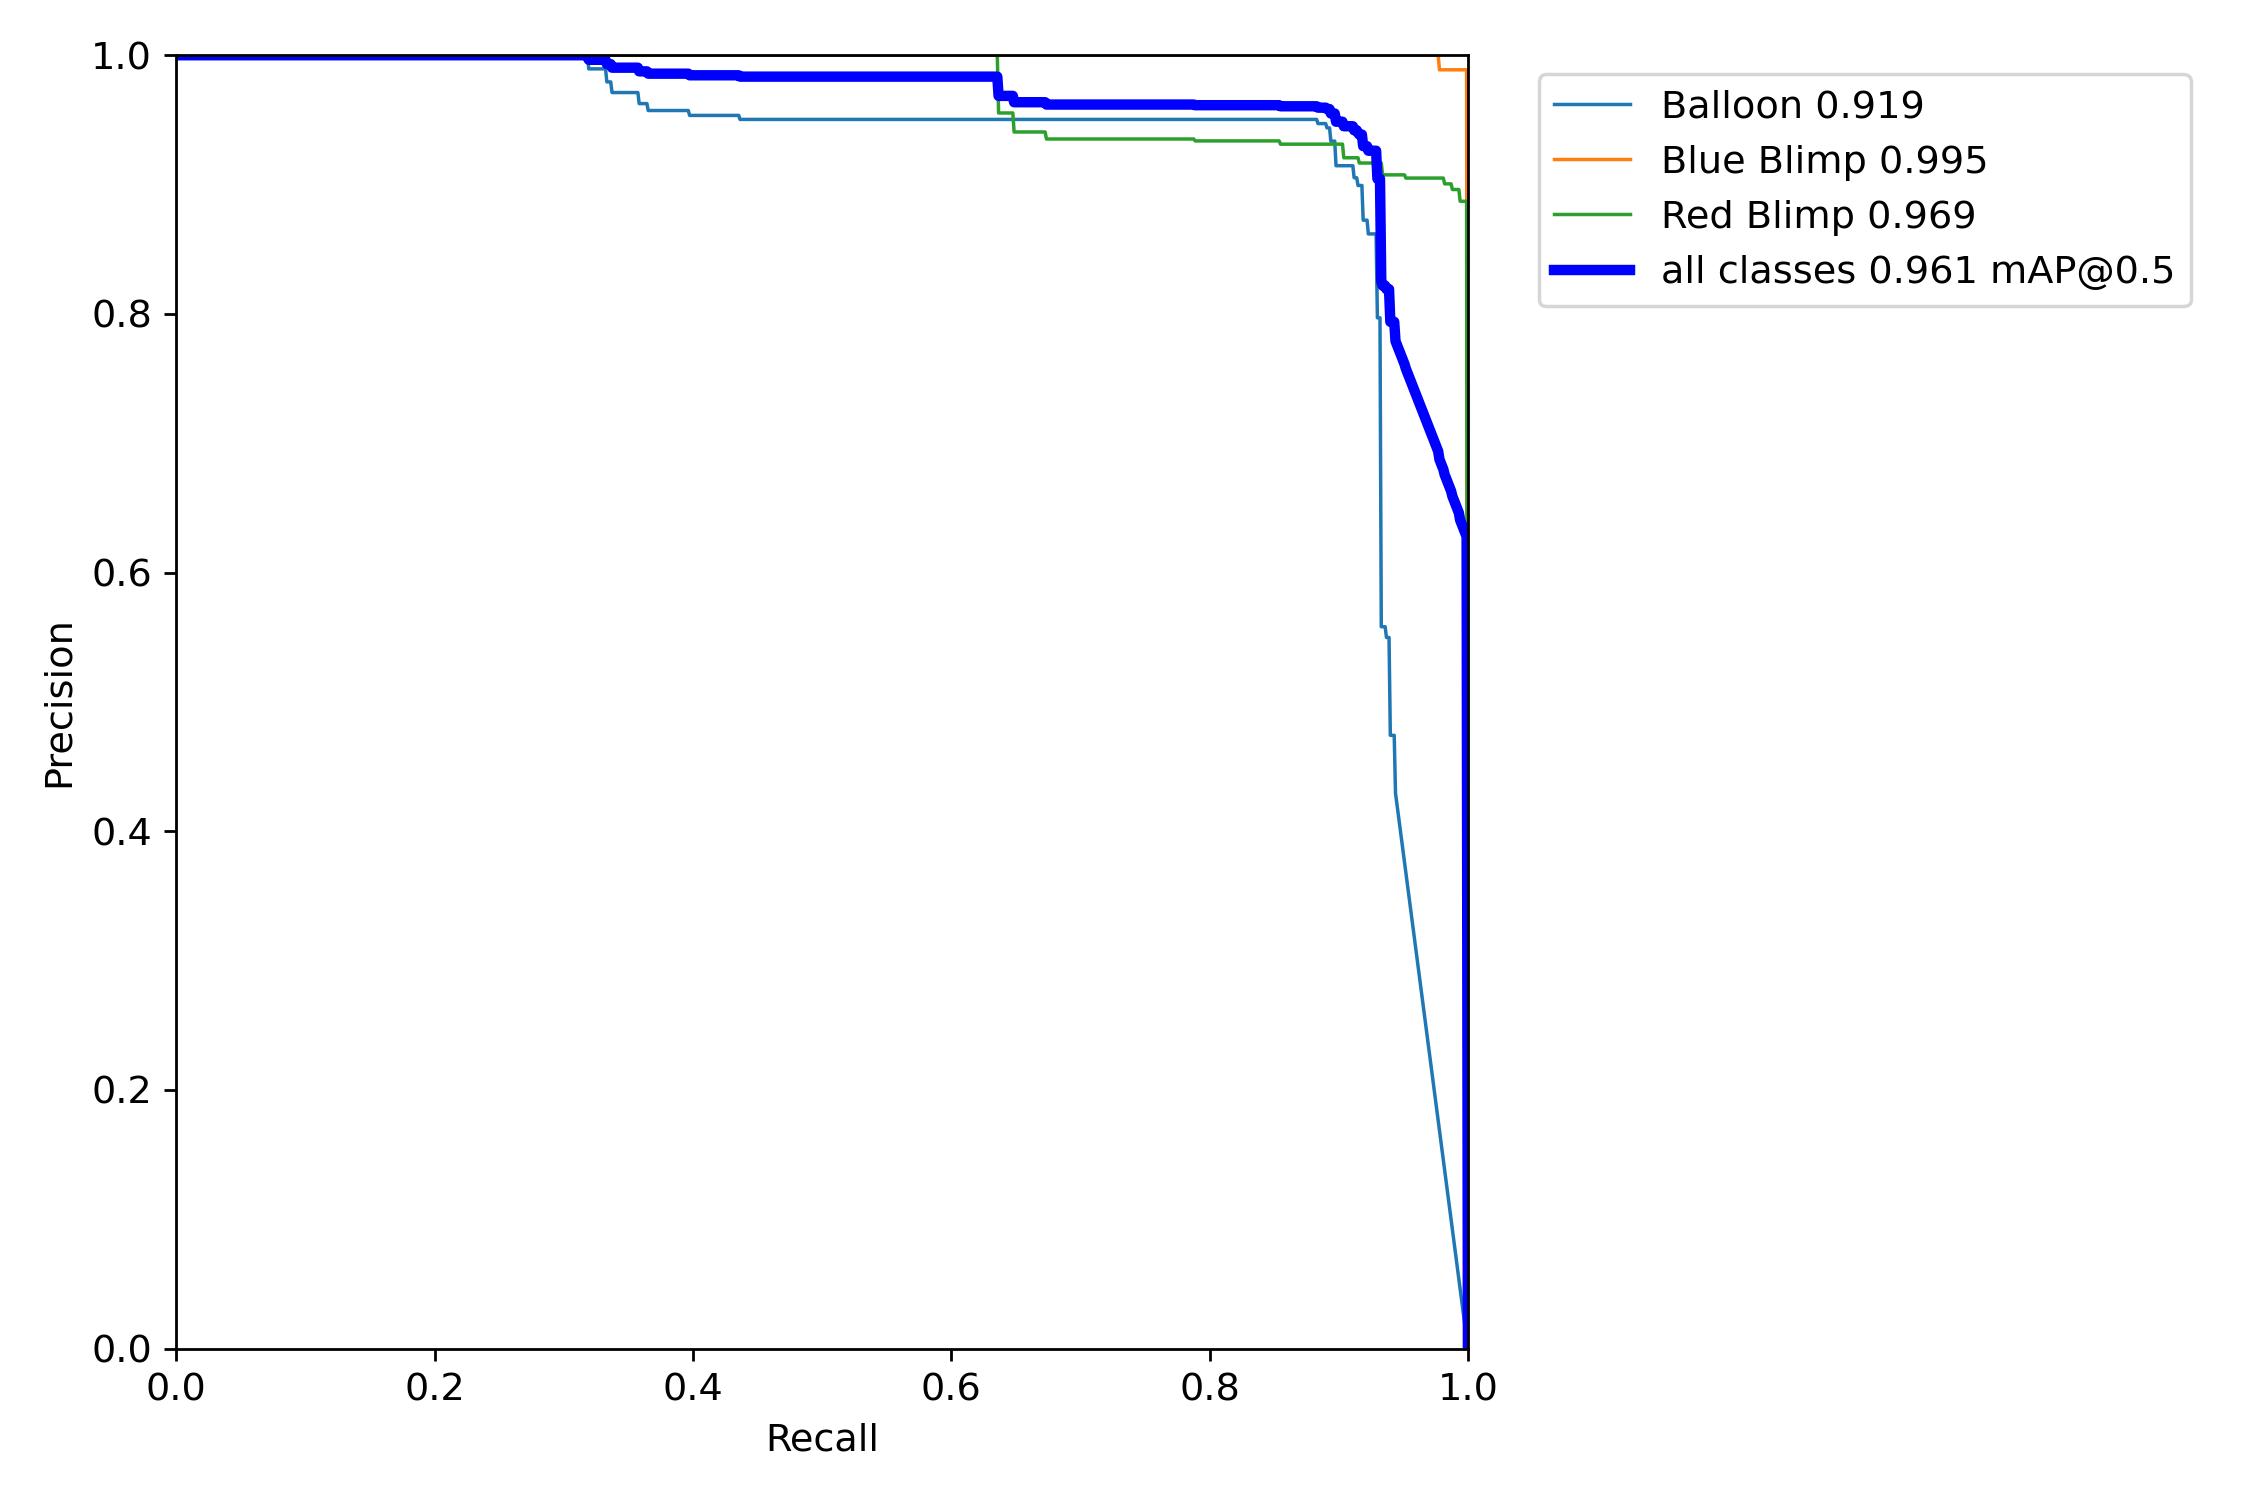 1.0
0.8
0.6
0.4
0.2
0.0
0.0 0.2 0.4 0.6 0.8 1.0
Precision
Recall
Balloon 0.919
Blue Blimp 0.995
Red Blimp 0.969
all classes 0.961 mAP@0.5